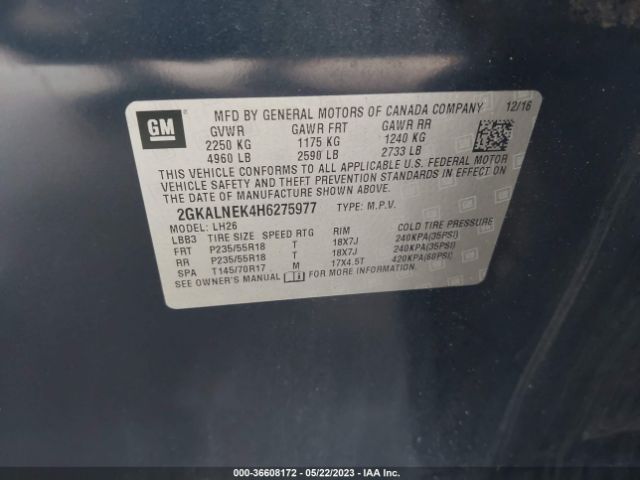 GM
MFD BY GENERAL MOTORS OF CANADA COMPANY 12/16
GVWR GAWR FRT GAWR RR
2250 KG 1175 KG 1240 KG
4960 LB 2590 LB 2733 LB
THIS VEHICLE CONFORMS TO ALL APPLICABLE U.S. FEDERAL MOTOR
VEHICLE SAFETY AND THEFT PREVENTION STANDARDS IN EFFECT ON
THE DATE OF MANUFACTURE SHOWN ABOVE.
2GKALNEK4H6275977 TYPE: M.P.V.
MODEL: LH26
LBB3 TIRE SIZE SPEED RTG RIM COLD TIRE PRESSURE
FRT P235/55R18 T 18X7J 240KPA(35PSI)
RR P235/55R18 T 18X7J 240KPA(35PSI)
SPA T145/70R17 M 17X4.5T 420KPA(60PSI)
SEE OWNER'S MANUAL FOR MORE INFORMATION
000-36608172 - 05/22/2023 - IAA Inc.